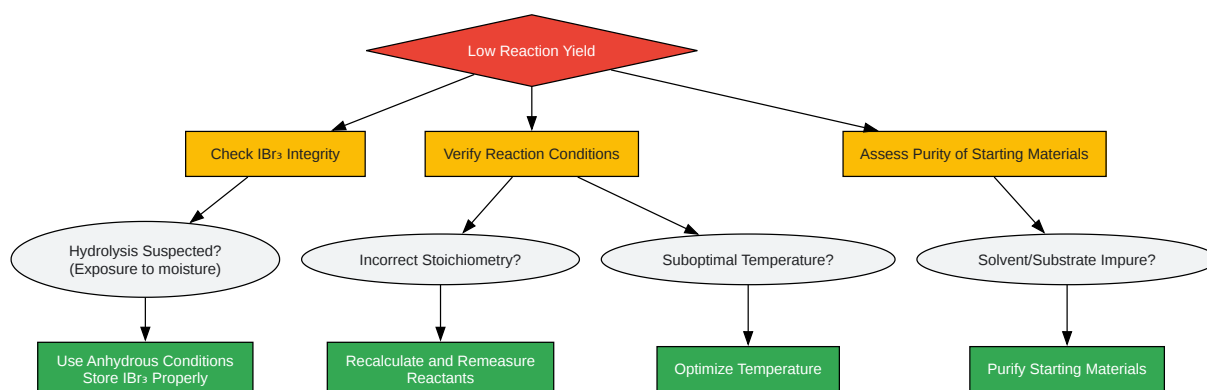 Low Reaction Yield
Check IBr₃ Integrity
Verify Reaction Conditions
Assess Purity of Starting Materials
Hydrolysis Suspected?
(Exposure to moisture)
Incorrect Stoichiometry?
Suboptimal Temperature?
Solvent/Substrate Impure?
Use Anhydrous Conditions
Store IBr₃ Properly
Recalculate and Remeasure
Reactants
Optimize Temperature
Purify Starting Materials